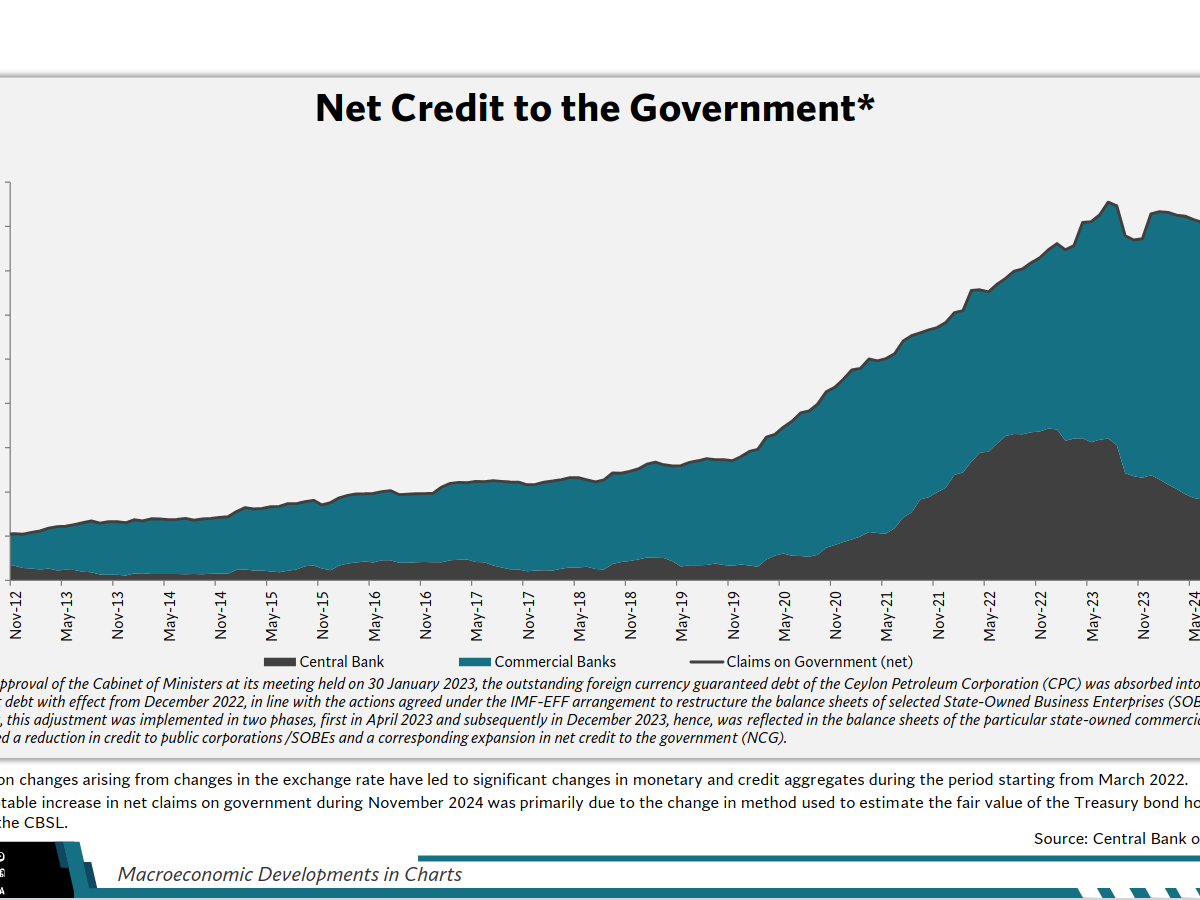 Net Credit to the Government*
Nov-12 May-13 Nov-13 May-14 Nov-14 May-15 Nov-15 May-16 Nov-16 May-17 Nov-17 May-18 Nov-18 May-19 Nov-19 May-20 Nov-20 May-21 Nov-21 May-22 Nov-22 May-23 Nov-23 May-24
Central Bank Commercial Banks Claims on Government (net)
pproval of the Cabinet of Ministers at its meeting held on 30 January 2023, the outstanding foreign currency guaranteed debt of the Ceylon Petroleum Corporation (CPC) was absorbed into
debt with effect from December 2022, in line with the actions agreed under the IMF-EFF arrangement to restructure the balance sheets of selected State-Owned Business Enterprises (SOB
, this adjustment was implemented in two phases, first in April 2023 and subsequently in December 2023, hence, was reflected in the balance sheets of the particular state-owned commerci
ed a reduction in credit to public corporations /SOBEs and a corresponding expansion in net credit to the government (NCG).
on changes arising from changes in the exchange rate have led to significant changes in monetary and credit aggregates during the period starting from March 2022.
table increase in net claims on government during November 2024 was primarily due to the change in method used to estimate the fair value of the Treasury bond ho
the CBSL.
Source: Central Bank o
Macroeconomic Developments in Charts